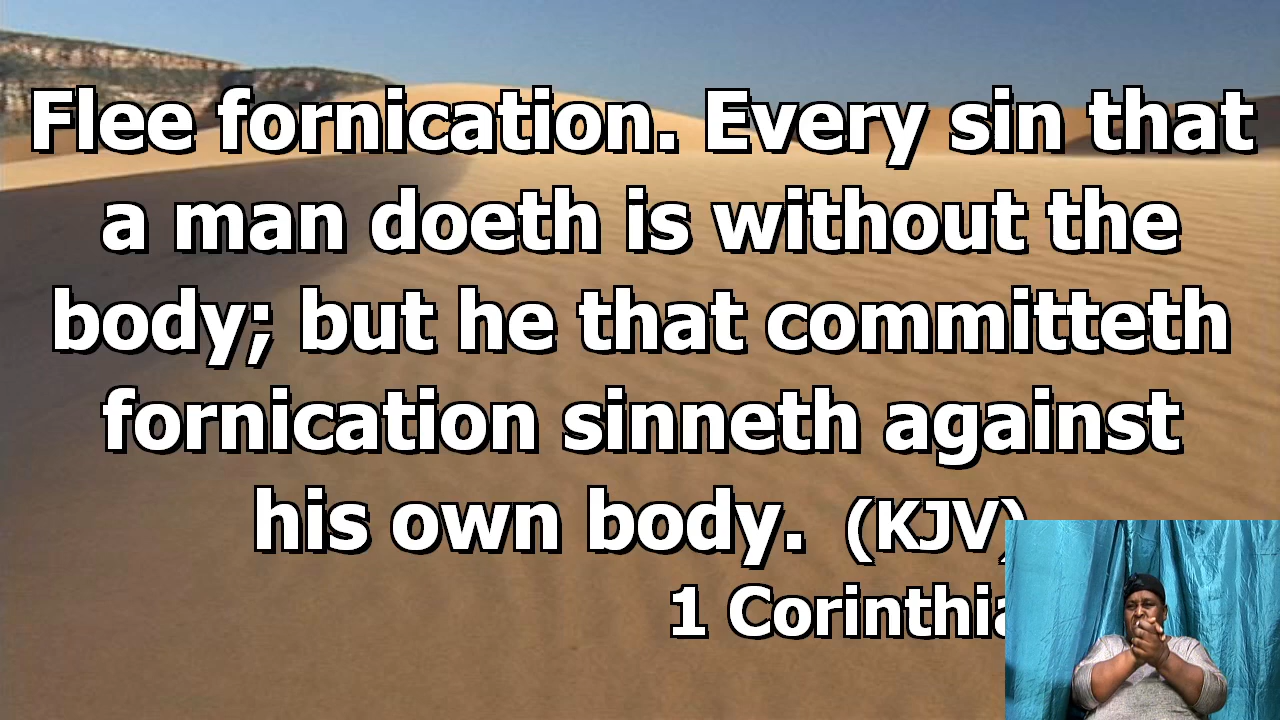 Flee fornication. Every sin that
a man doeth is without the
body; but he that committeth
fornication sinneth against
his own body. (KJV)
1